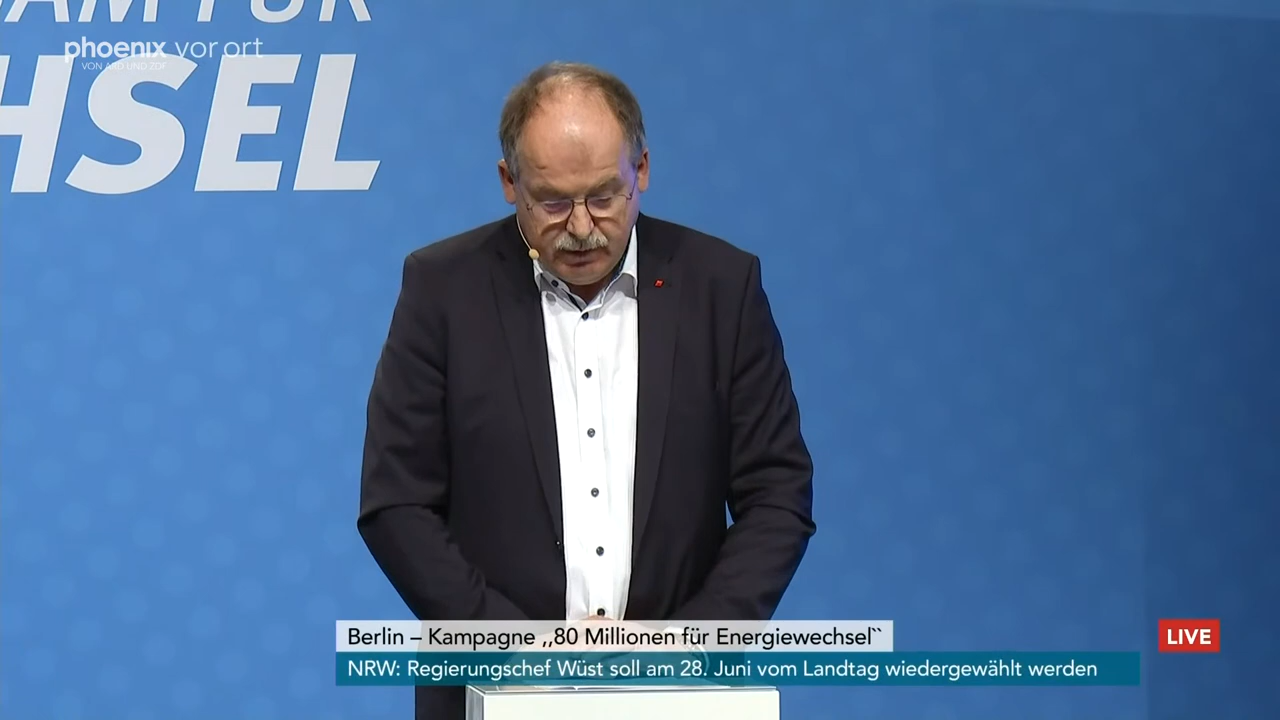 AM FÜR
HSEL
phoenix vor ort
VON ARD UND ZDF
Berlin – Kampagne ,,80 Millionen für Energiewechsel``
LIVE
NRW: Regierungschef Wüst soll am 28. Juni vom Landtag wiedergewählt werden